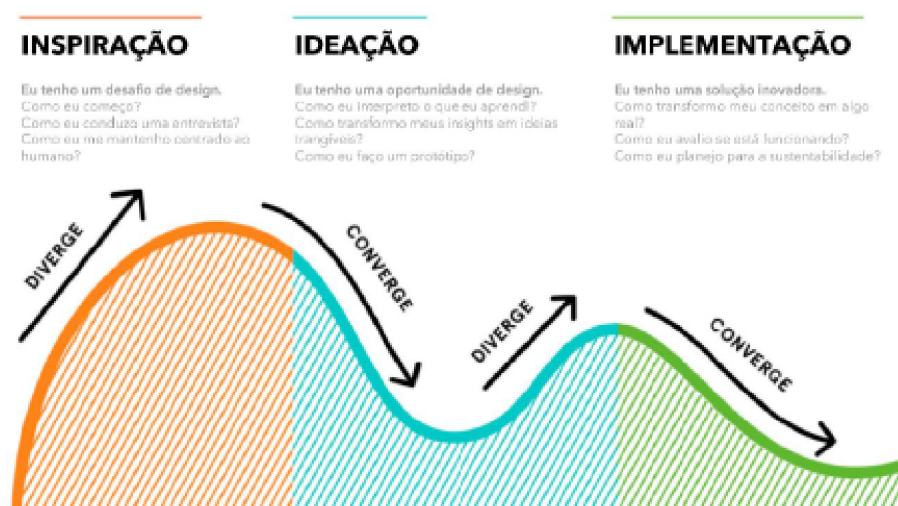 INSPIRAÇÃO
Eu tenho um desafio de design.
Como eu começo?
Como eu conduzo uma entrevista?
Como eu me mantenho centrado ao
humano?
IDEAÇÃO
Eu tenho uma oportunidade de design.
Como eu interpreto o que eu aprendi?
Como transformo meus insights em ideias
trangíveis?
Como eu faço um protótipo?
IMPLEMENTAÇÃO
Eu tenho uma solução inovadora.
Como transformo meu conceito em algo
real?
Como eu avalio se está funcionando?
Como eu planejo para a sustentabilidade?
DIVERGE
CONVERGE
DIVERGE
CONVERGE